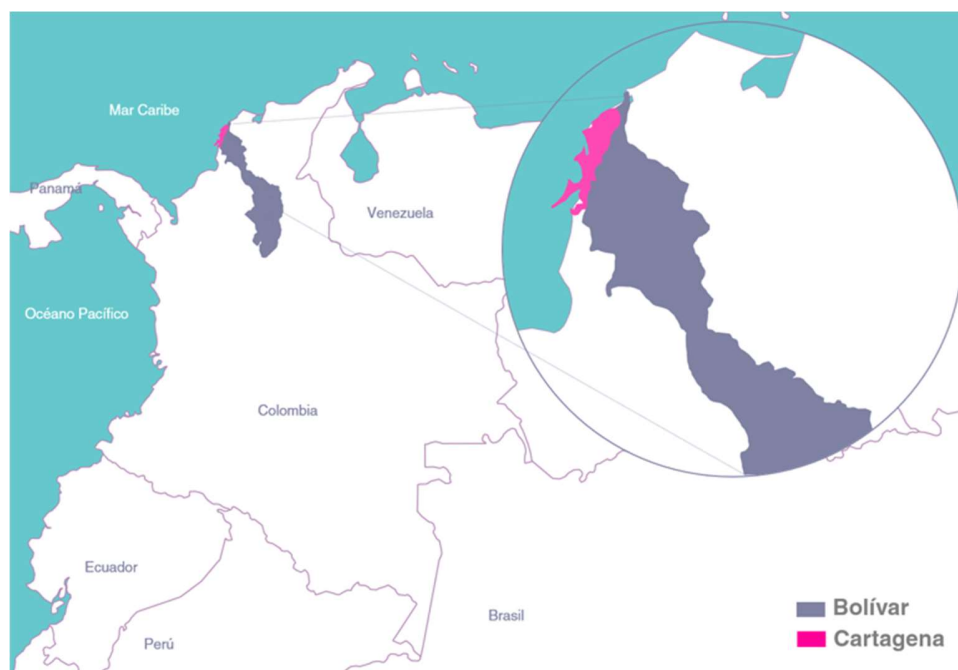 Mar Caribe
Panamá
Venezuela
Océano Pacífico
Colombia
Ecuador
Perú
Brasil
Bolívar
Cartagena